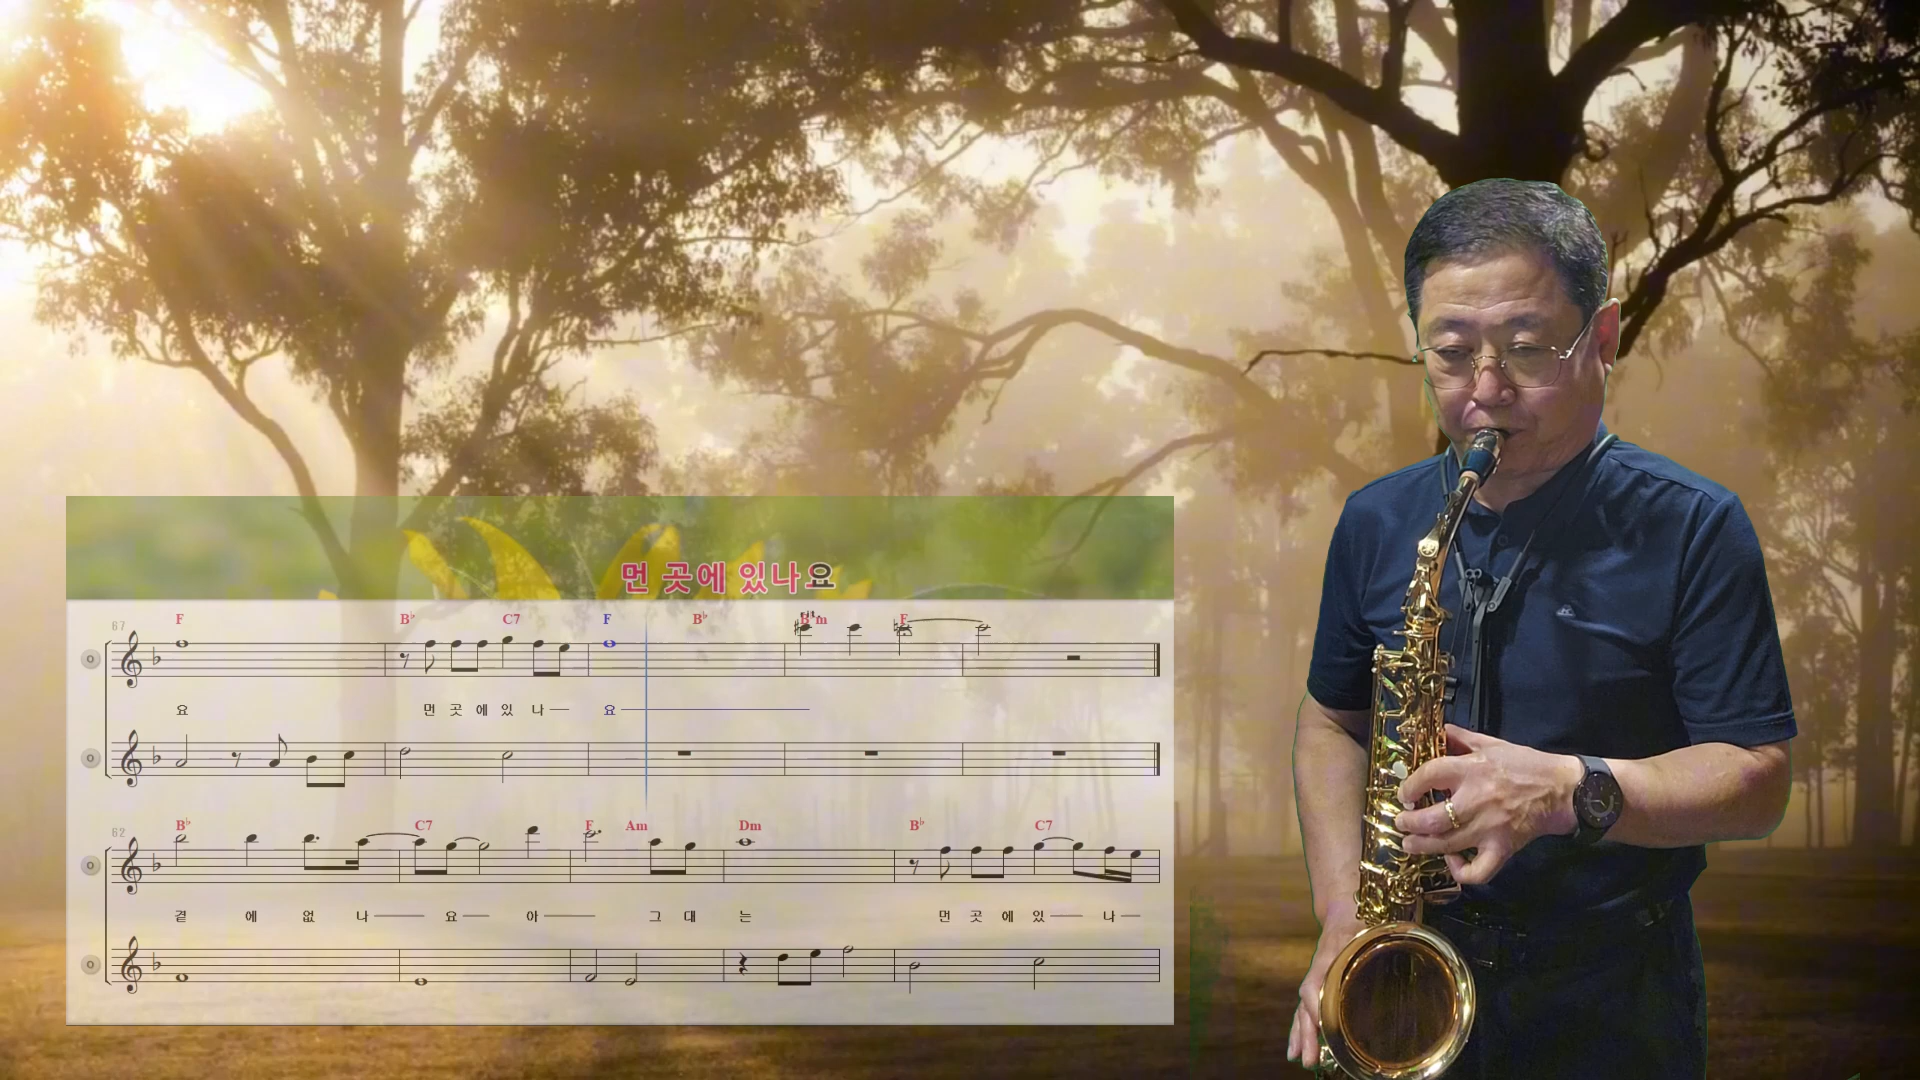 먼 곳에 있나요
67 F B♭ C7 F B♭ F
요 먼 곳 에 있 나 요
62 B♭ C7 F Am Dm B♭ C7
곁 에 없 나 요 아 그 대 는 먼 곳 에 있 나